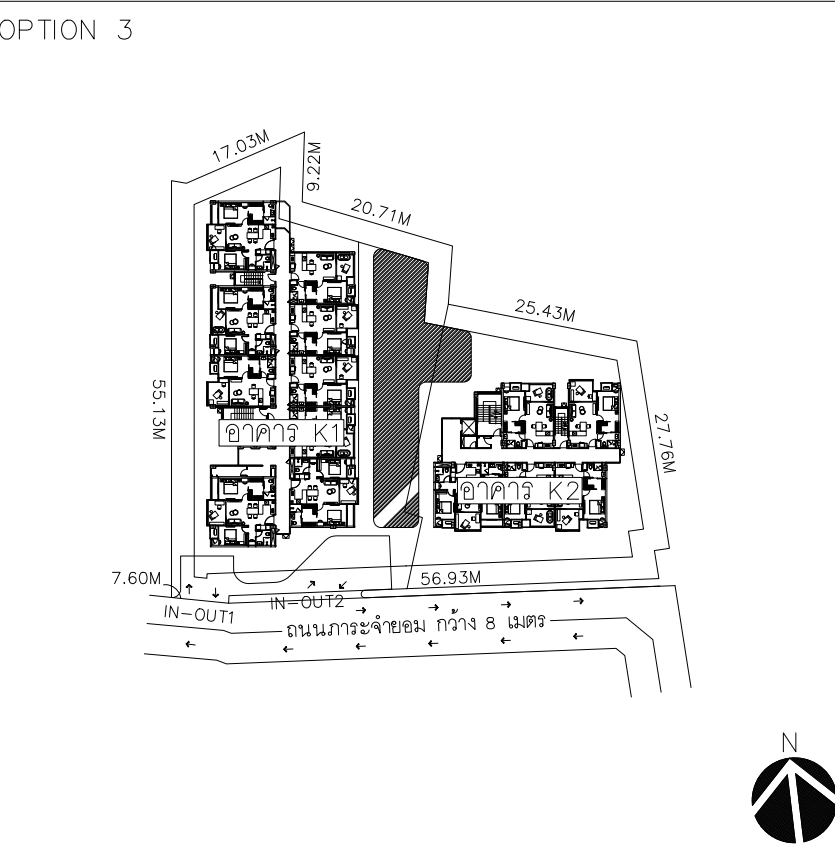 OPTION 3
17.03M
9.22M
20.71M
25.43M
55.13M
27.76M
อาคาร K1
อาคาร K2
7.60M
56.93M
IN-OUT1
IN-OUT2
ถนนภาระจำยอม กว้าง 8 เมตร
N